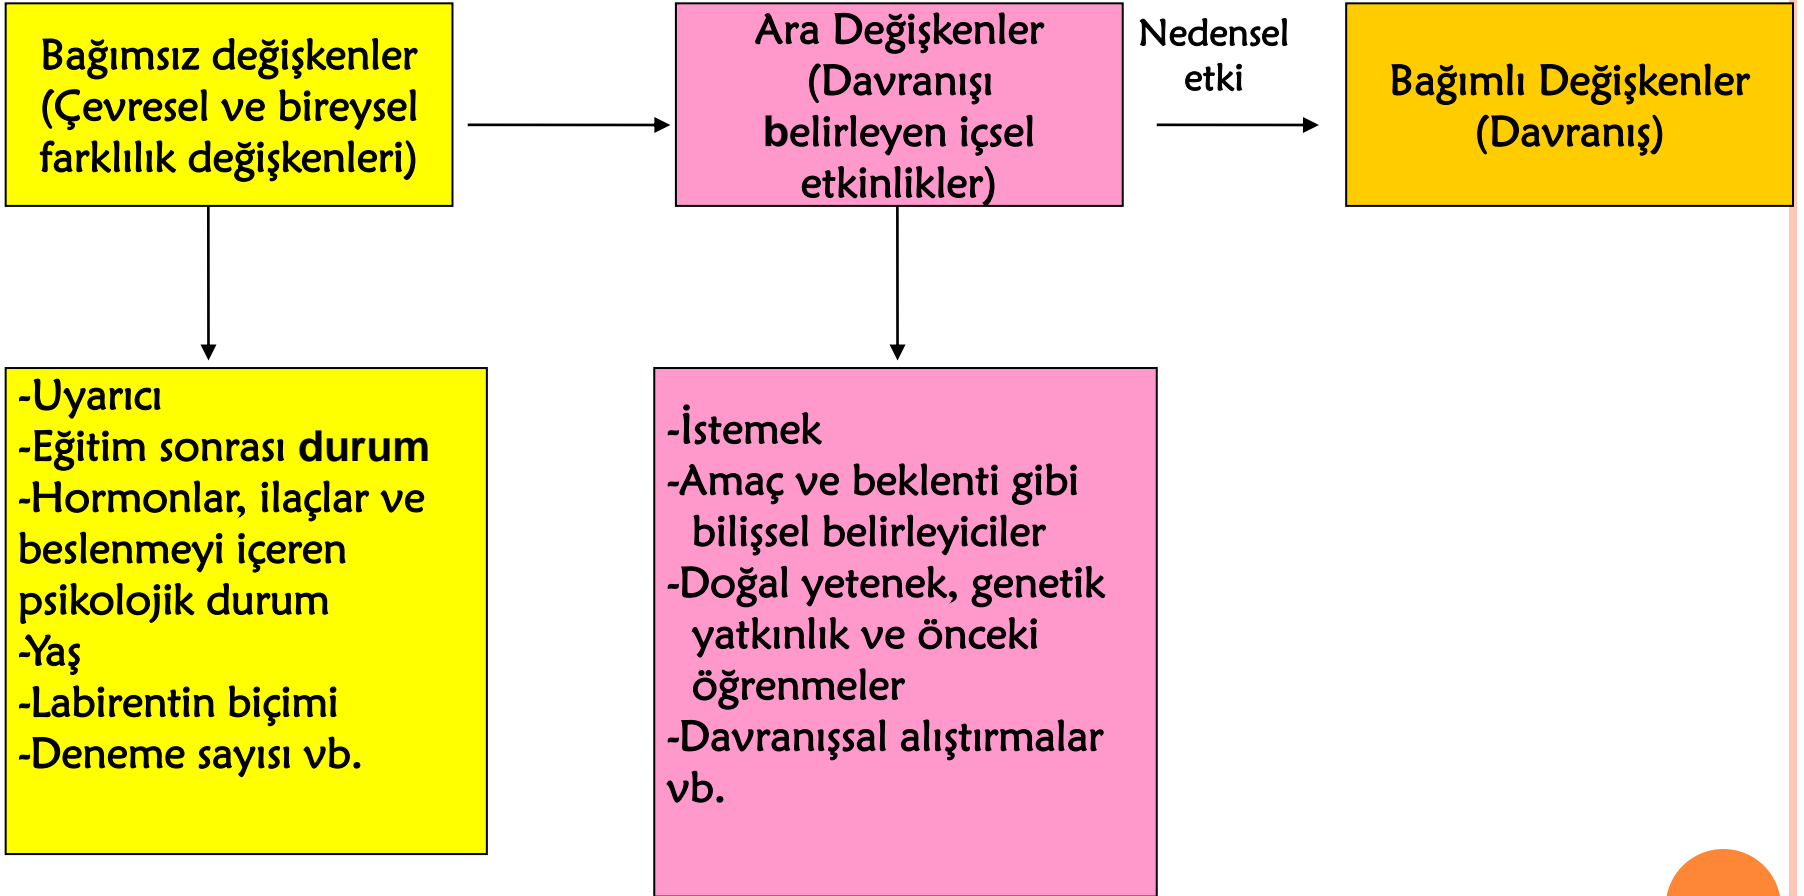 Bağımsız değişkenler
(Çevresel ve bireysel
farklılık değişkenleri)
Ara Değişkenler
(Davranışı
belirleyen içsel
etkinlikler)
Nedensel
etki
Bağımlı Değişkenler
(Davranış)
-Uyarıcı
-Eğitim sonrası durum
-Hormonlar, ilaçlar ve
beslenmeyi içeren
psikolojik durum
-Yaş
-Labirentin biçimi
-Deneme sayısı vb.
-İstemek
-Amaç ve beklenti gibi
bilişsel belirleyiciler
-Doğal yetenek, genetik
yatkınlık ve önceki
öğrenmeler
-Davranışsal alıştırmalar
vb.